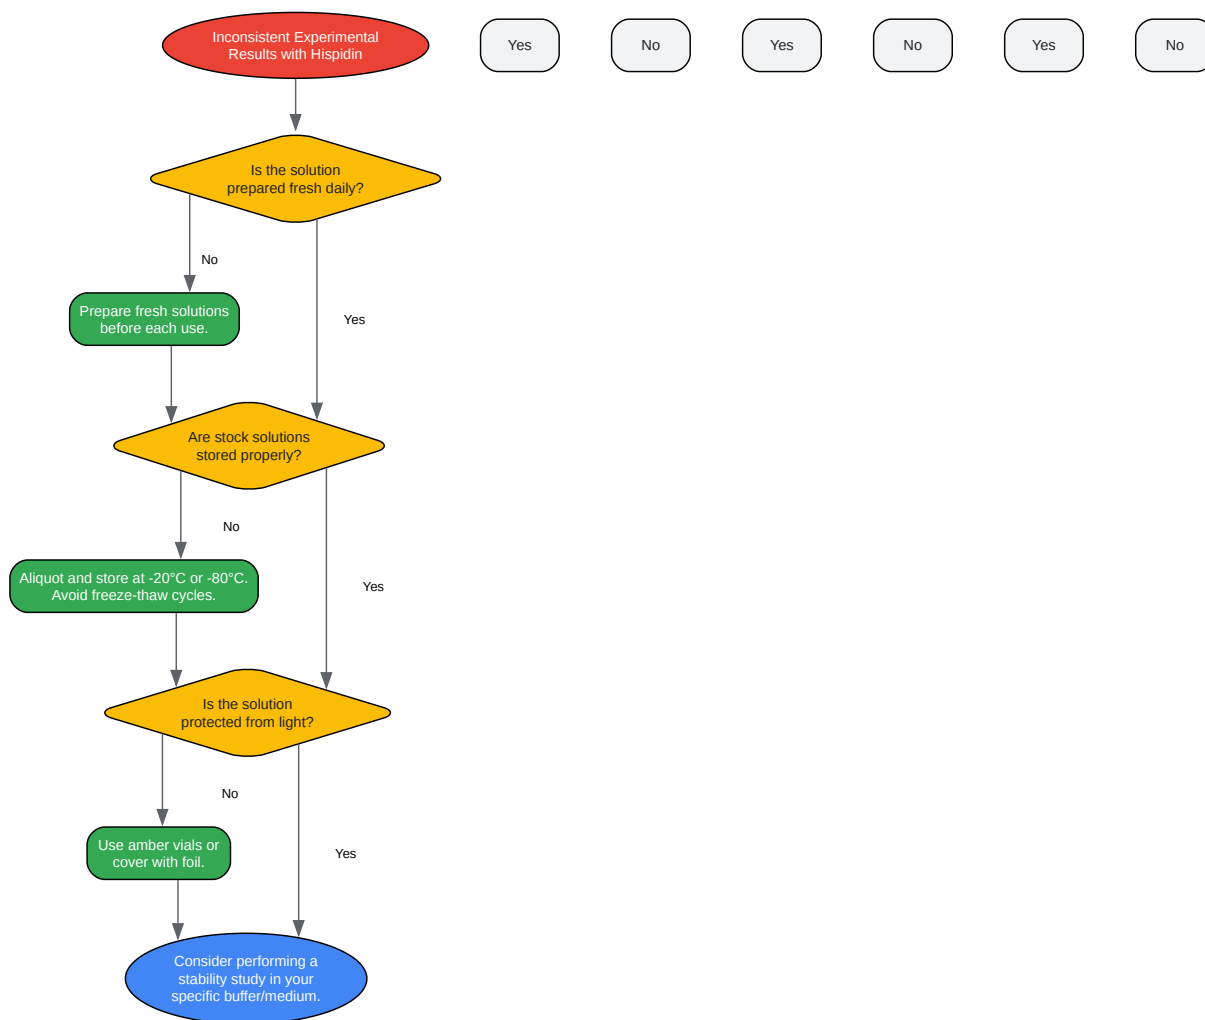 Inconsistent Experimental
Results with Hispidin
Yes
No
Yes
No
Yes
No
Is the solution
prepared fresh daily?
No
Prepare fresh solutions
before each use.
Yes
Are stock solutions
stored properly?
No
Aliquot and store at -20°C or -80°C.
Avoid freeze-thaw cycles.
Yes
Is the solution
protected from light?
No
Use amber vials or
cover with foil.
Yes
Consider performing a
stability study in your
specific buffer/medium.